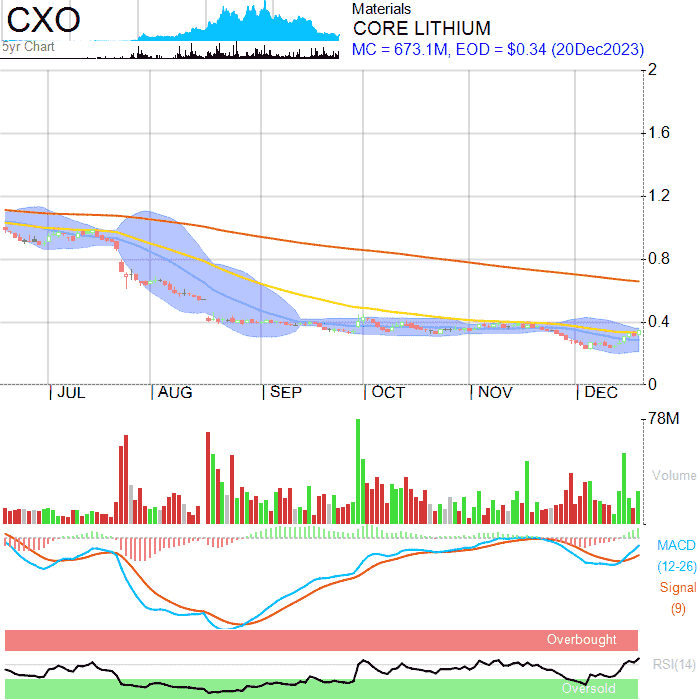 CXO
5yr Chart
Materials
CORE LITHIUM
MC = 673.1M, EOD = $0.34 (20Dec2023)
2
1.6
1.2
0.8
0.4
0
JUL AUG SEP OCT NOV DEC
78M
Volume
MACD
(12-26)
Signal
(9)
Overbought
RSI(14)
Oversold